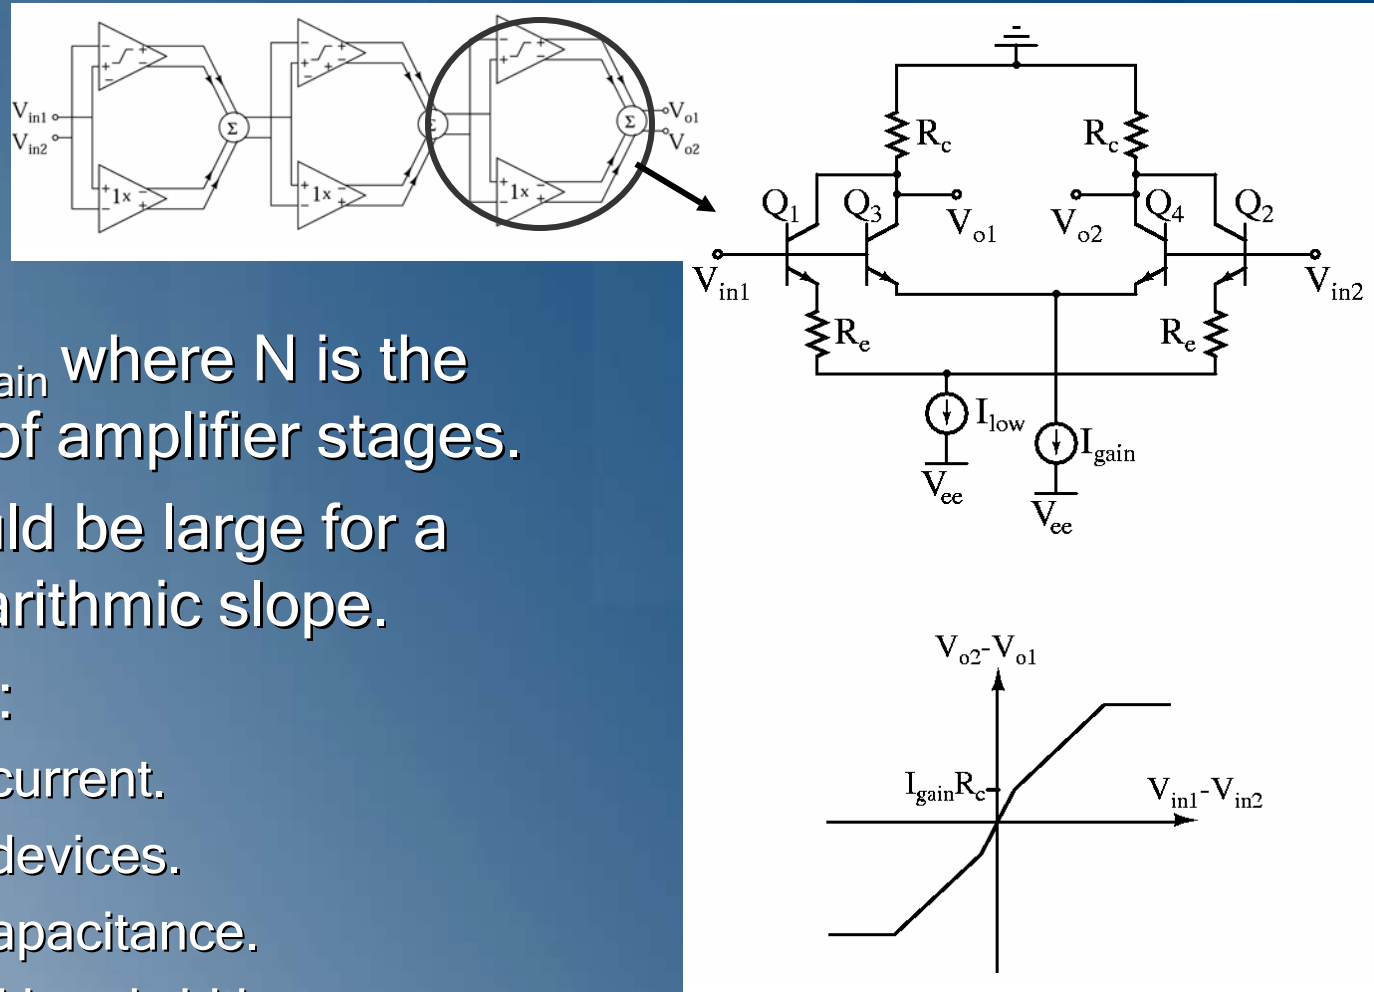 Vin1
Vin2
1x
1x
1x
Σ
Σ
Σ
Vo1
Vo2
Rc
Rc
Q1
Q3
Q4
Q2
Vo1
Vo2
Vin1
Vin2
Re
Re
Ilow
Igain
Vee
Vee
ain where N is the
of amplifier stages.
ld be large for a
arithmic slope.
:
current.
devices.
apacitance.
Vo2-Vo1
IgainRc
Vin1-Vin2